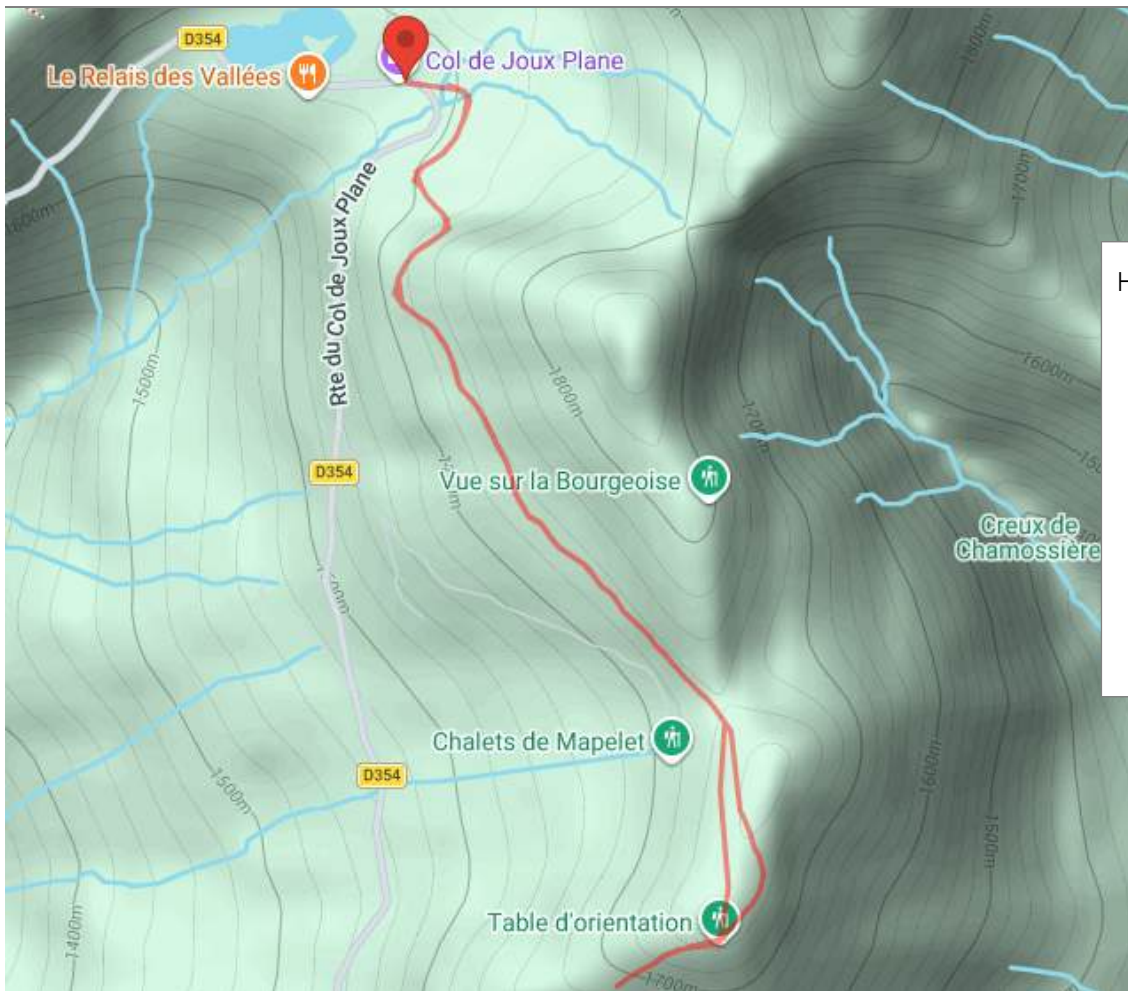 D354
1800m
Col de Joux Plane
Le Relais des Vallées
1700m
H
Rte du Col de Joux Plane
1500m
1600m
1800m
1700m
D354
Vue sur la Bourgeoise
Creux de
Chamossière
Chalets de Mapelet
D354
1500m
1600m
1500m
Table d'orientation
1400m
1700m